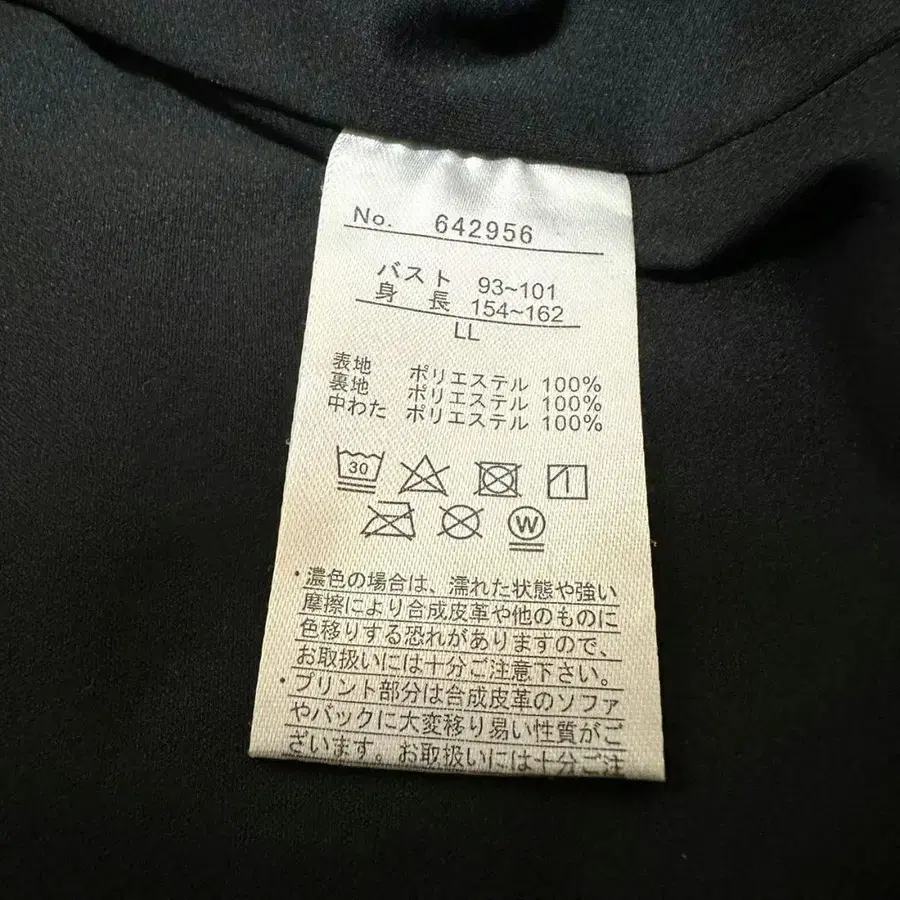 No. 642956
バスト 93~101
身 長 154~162
LL
表地 ポリエステル 100%
裏地 ポリエステル 100%
中わた ポリエステル 100%
30
W
・濃色の場合は、濡れた状態や強い
摩擦により合成皮革や他のものに
色移りする恐れがありますので、
お取扱いには十分ご注意下さい。
・プリント部分は合成皮革のソファ
やバックに大変移り易い性質がご
ざいます。お取扱いには十分ご注